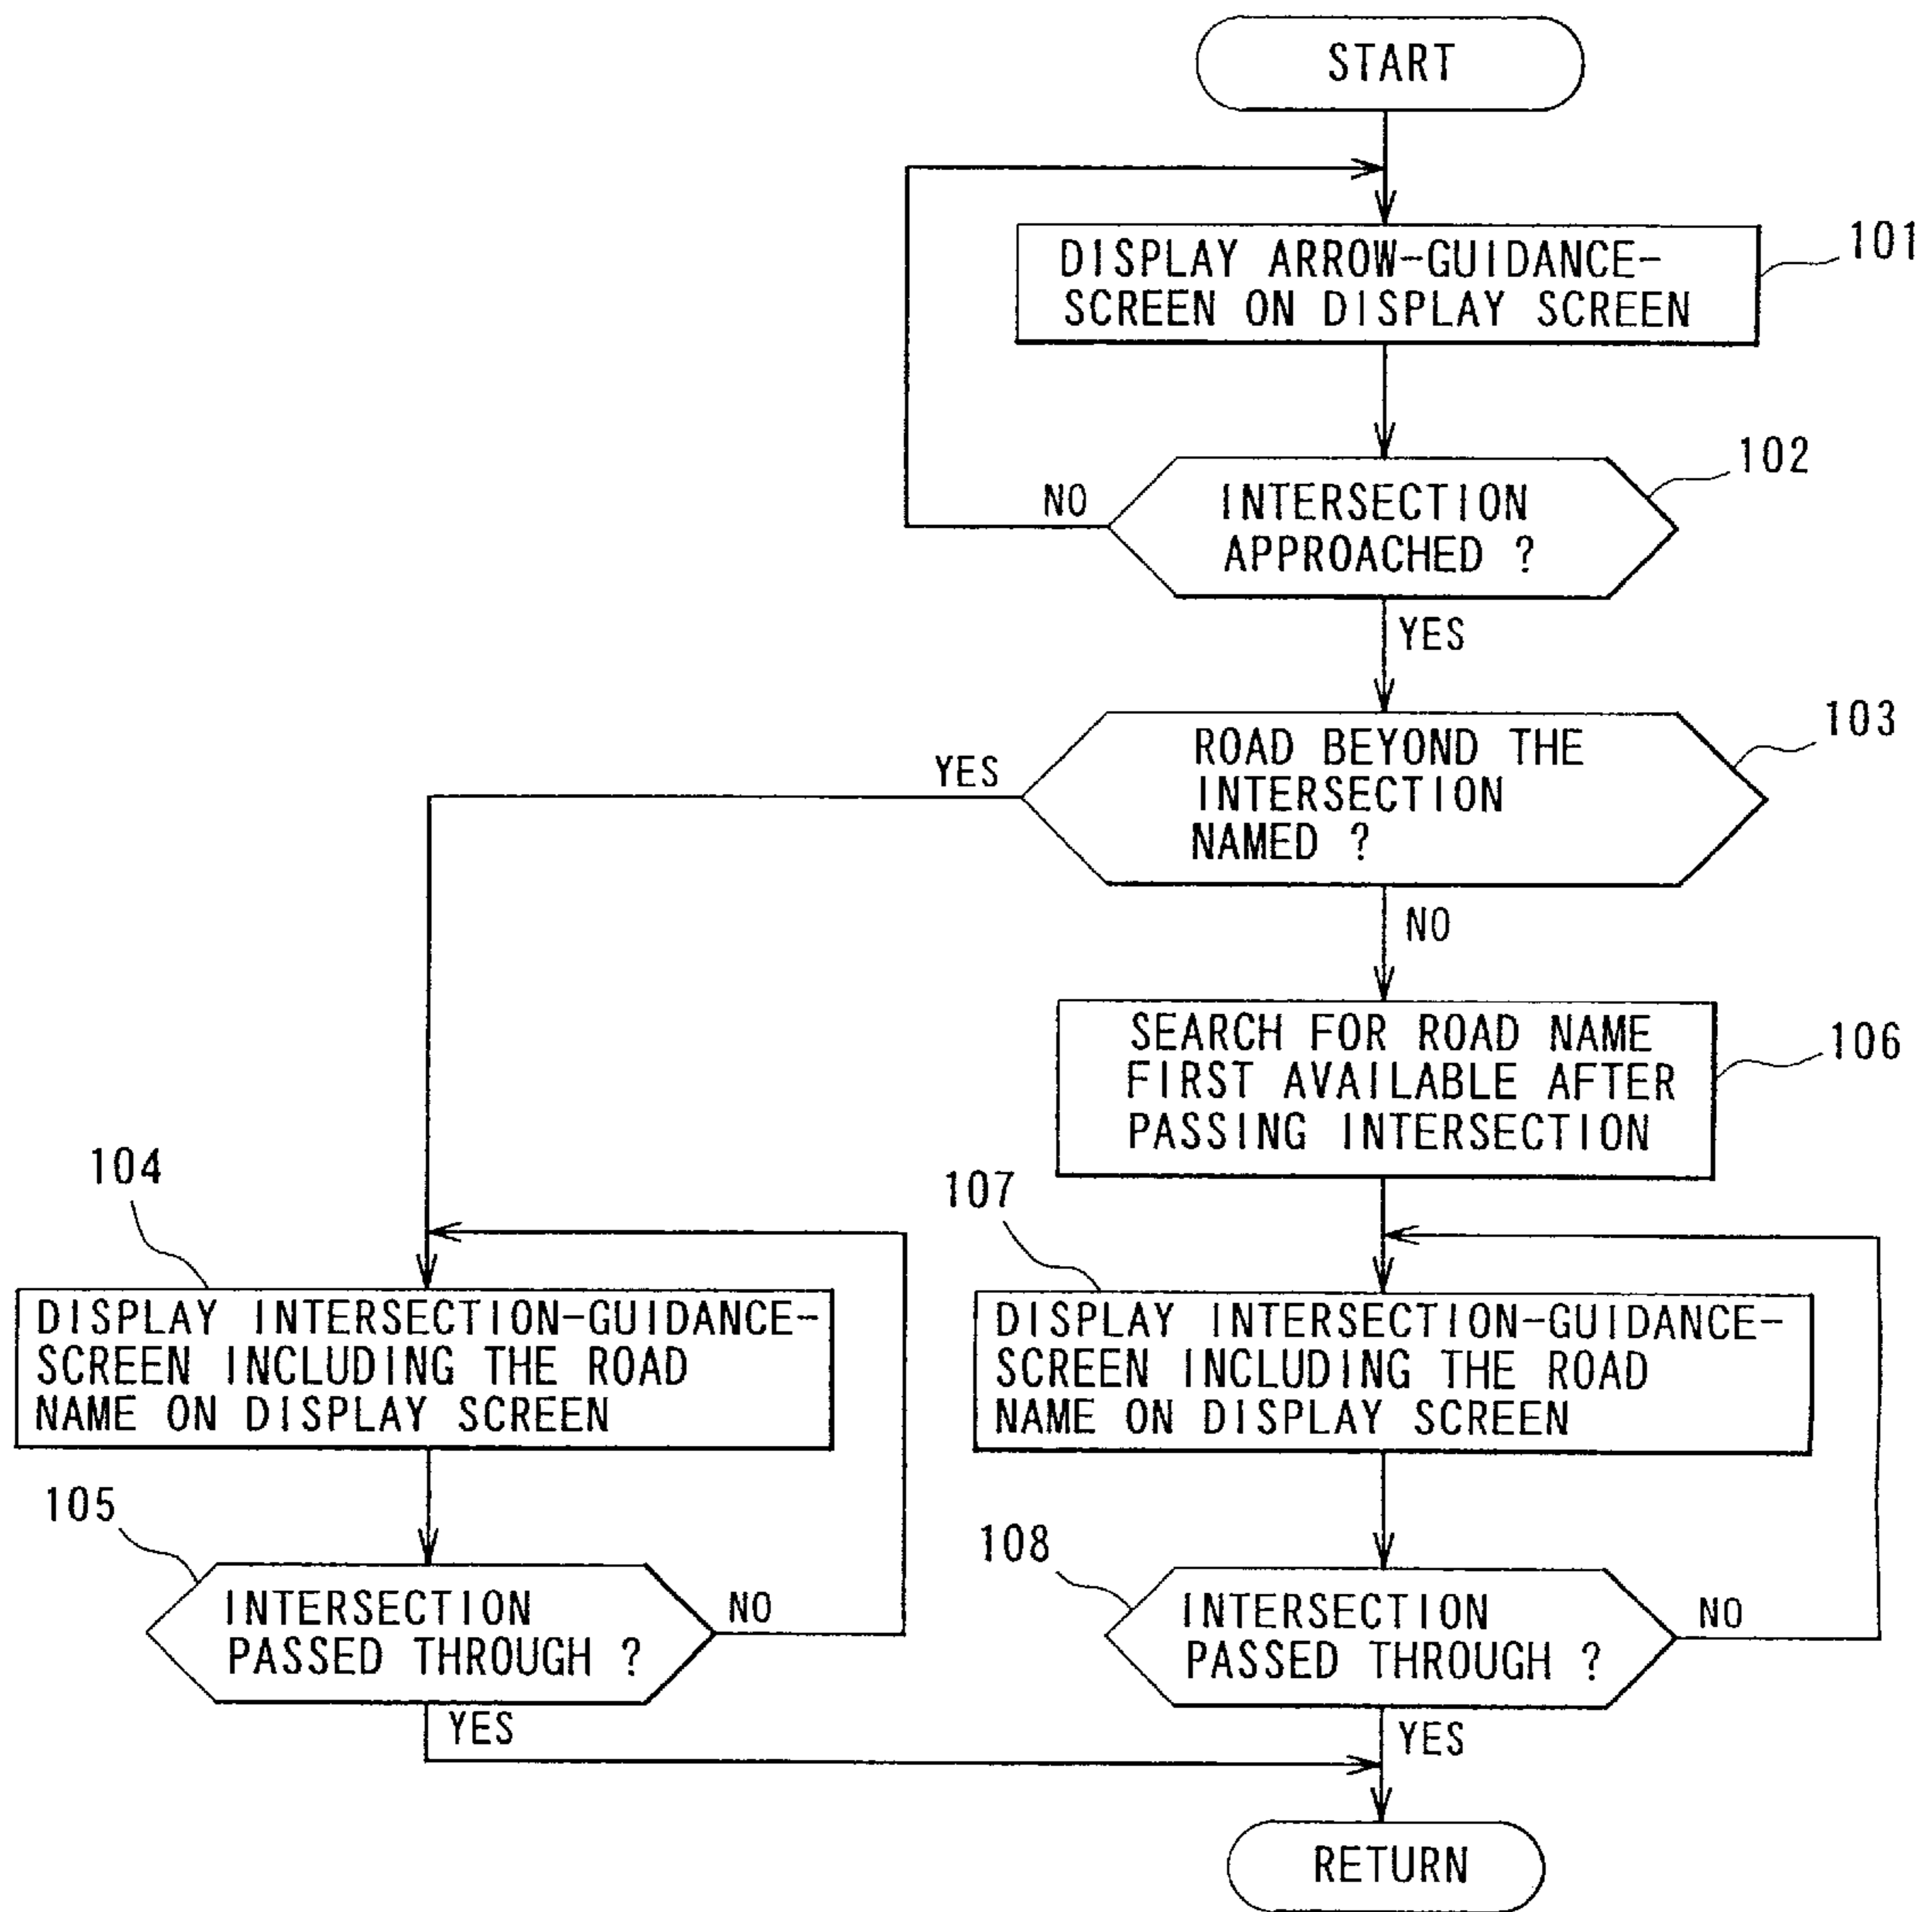 START
DISPLAY ARROW-GUIDANCE-
SCREEN ON DISPLAY SCREEN
101
INTERSECTION
APPROACHED ?
102
NO
YES
ROAD BEYOND THE
INTERSECTION
NAMED ?
103
YES
NO
SEARCH FOR ROAD NAME
FIRST AVAILABLE AFTER
PASSING INTERSECTION
106
104
DISPLAY INTERSECTION-GUIDANCE-
SCREEN INCLUDING THE ROAD
NAME ON DISPLAY SCREEN
105
INTERSECTION
PASSED THROUGH ?
NO
YES
107
DISPLAY INTERSECTION-GUIDANCE-
SCREEN INCLUDING THE ROAD
NAME ON DISPLAY SCREEN
108
INTERSECTION
PASSED THROUGH ?
NO
YES
RETURN